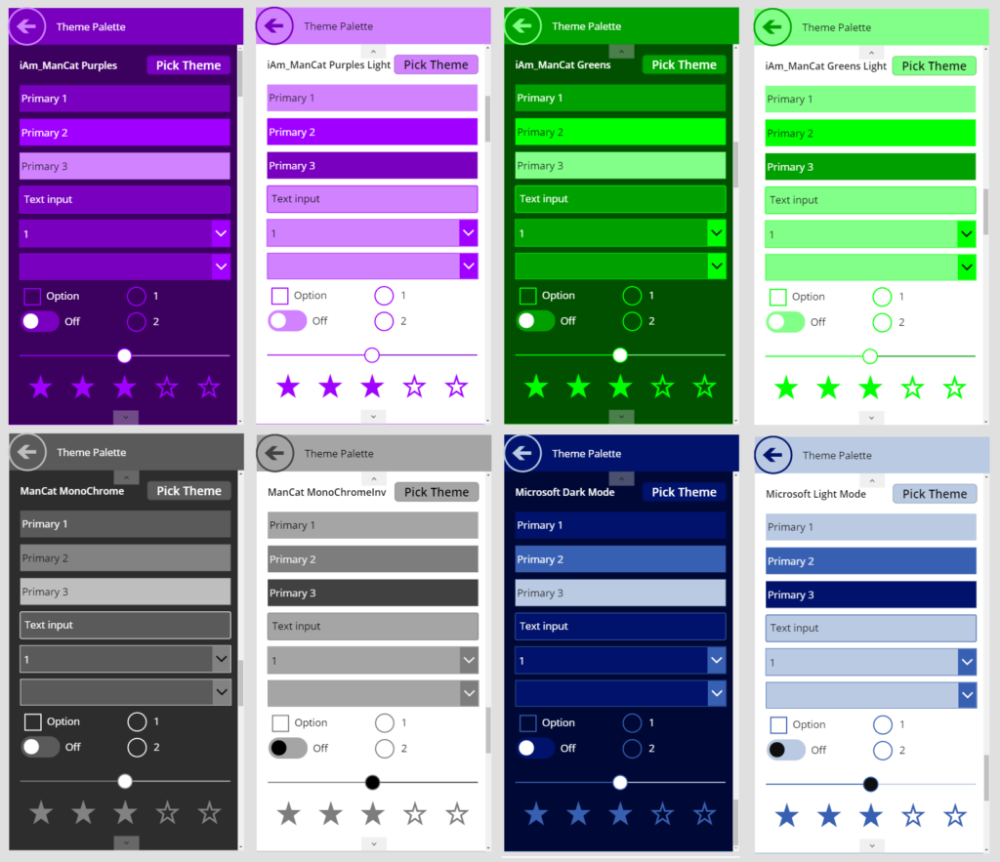 Theme Palette
iAm_ManCat Purples Pick Theme
Primary 1
Primary 2
Primary 3
Text input
1
Option 1
Off 2
Theme Palette
iAm_ManCat Purples Light Pick Theme
Primary 1
Primary 2
Primary 3
Text input
1
Option 1
Off 2
Theme Palette
iAm_ManCat Greens Pick Theme
Primary 1
Primary 2
Primary 3
Text input
1
Option 1
Off 2
Theme Palette
iAm_ManCat Greens Light Pick Theme
Primary 1
Primary 2
Primary 3
Text input
1
Option 1
Off 2
Theme Palette
ManCat MonoChrome Pick Theme
Primary 1
Primary 2
Primary 3
Text input
1
Option 1
Off 2
Theme Palette
ManCat MonoChromeInv Pick Theme
Primary 1
Primary 2
Primary 3
Text input
1
Option 1
Off 2
Theme Palette
Microsoft Dark Mode Pick Theme
Primary 1
Primary 2
Primary 3
Text input
1
Option 1
Off 2
Theme Palette
Microsoft Light Mode Pick Theme
Primary 1
Primary 2
Primary 3
Text input
1
Option 1
Off 2